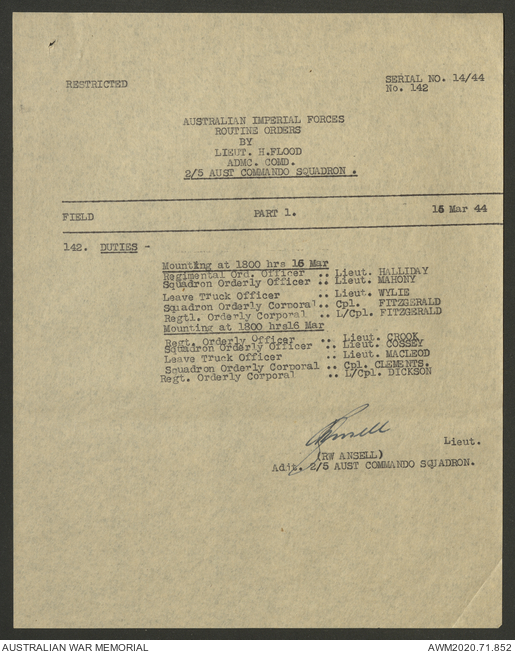 RESTRICTED
SERIAL NO. 14/44
No. 142
AUSTRALIAN IMPERIAL FORCES
ROUTINE ORDERS
BY
LIEUT. H.FLOOD
ADMC. COMD.
2/5 AUST COMMANDO SQUADRON .
FIELD PART 1. 15 Mar 44
142. DUTIES -
Mounting at 1800 hrs 16 Mar
Regimental Ord. Officer .. Lieut. HALLIDAY
Squadron Orderly Officer .. Lieut. MAHONY
Leave Truck Officer .. Lieut. WYLIE
Squadron Orderly Corporal .. Cpl. FITZGERALD
Regtl. Orderly Corporal .. L/Cpl. FITZGERALD
Mounting at 1800 hrs16 Mar
Regt. Orderly Officer .. Lieut. CROOK
Squadron Orderly Officer .. Lieut. COSSEY
Leave Truck Officer .. Lieut. MACLEOD
Squadron Orderly Corporal .. Cpl. CLEMENTS.
Regt. Orderly Corporal .. L/Cpl. DICKSON
Ansell
Lieut.
(RW ANSELL)
Adjt. 2/5 AUST COMMANDO SQUADRON.
AUSTRALIAN WAR MEMORIAL AWM2020.71.852